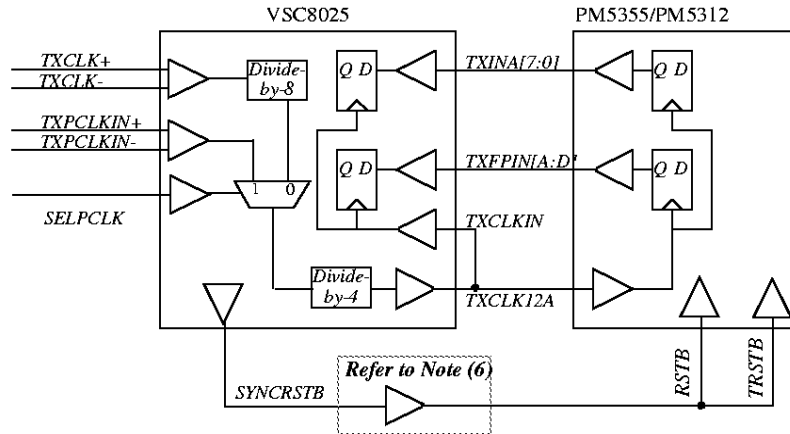 VSC8025
PM5355/PM5312
TXCLK+
TXCLK-
Divide-
by-8
Q D
TXINA[7:0]
Q D
TXPCLKIN+
TXPCLKIN-
1 0
Q D
TXFPIN[A:D]
Q D
SELPCLK
TXCLKIN
Divide-
by-4
TXCLK12A
Refer to Note (6)
SYNCRSTB
RSTB
TRSTB